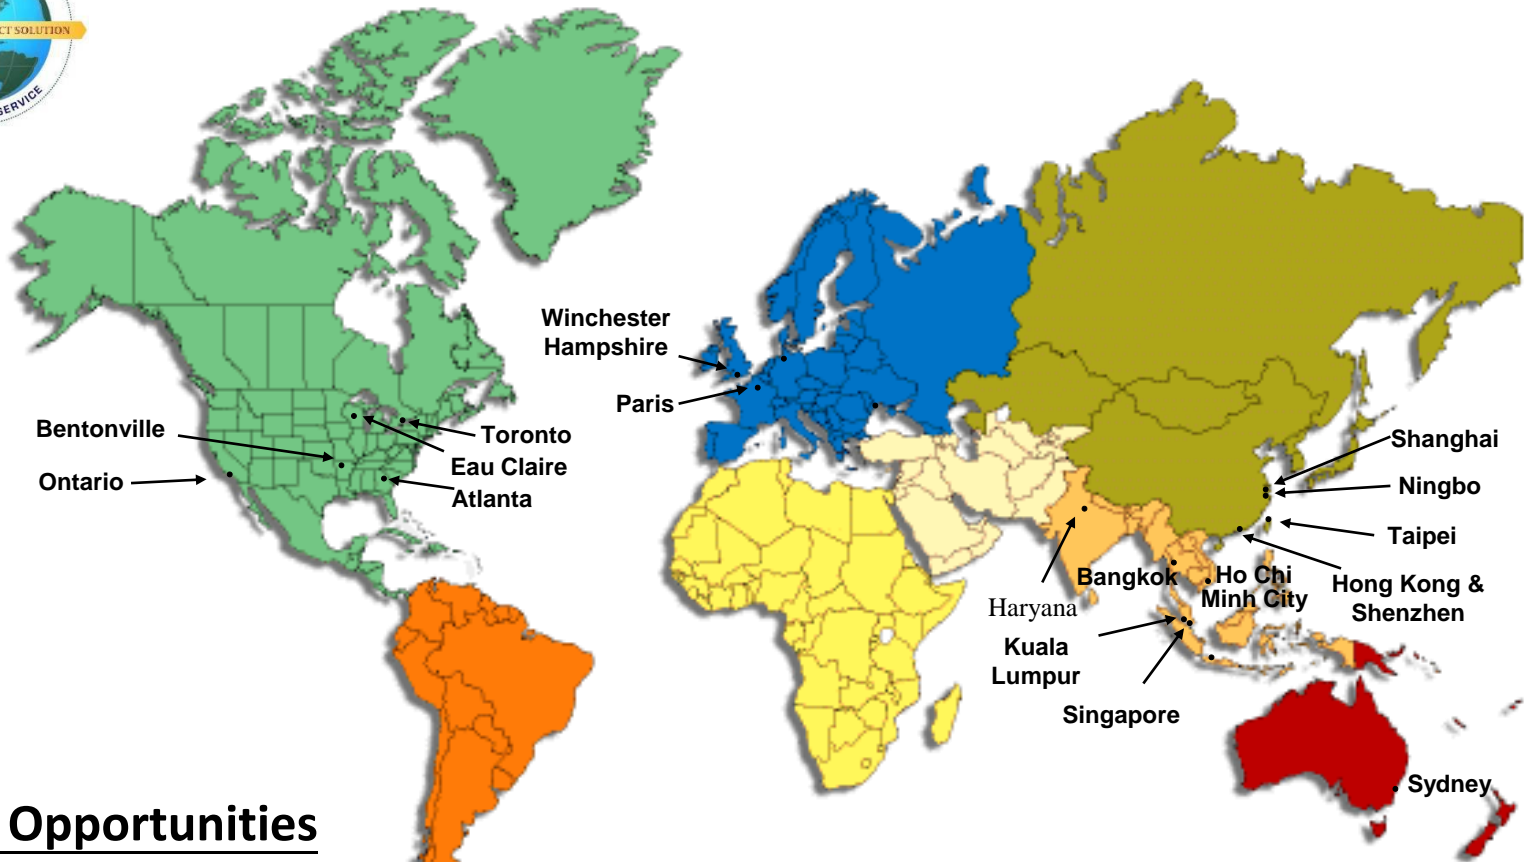 CT SOLUTION
SERVICE
Winchester
Hampshire
Paris
Bentonville
Ontario
Toronto
Eau Claire
Atlanta
Shanghai
Ningbo
Taipei
Hong Kong &
Shenzhen
Bangkok
Ho Chi
Minh City
Haryana
Kuala
Lumpur
Singapore
Sydney
Opportunities